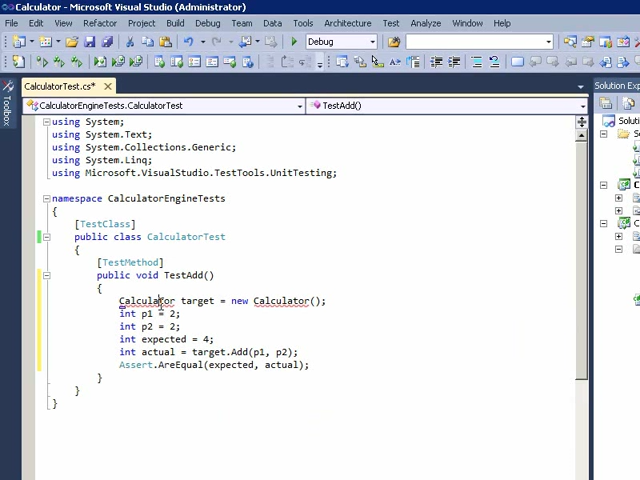 Calculator - Microsoft Visual Studio (Administrator)
File Edit View Refactor Project Build Debug Team Data Tools Architecture Test Analyze Window Help
Debug
CalculatorTest.cs* Solution Exp
CalculatorEngineTests.CalculatorTest TestAdd()
Toolbox
Soluti
using System;
using System.Text;
using System.Collections.Generic;
using System.Linq;
using Microsoft.VisualStudio.TestTools.UnitTesting;
namespace CalculatorEngineTests
{
[TestClass]
public class CalculatorTest
{
[TestMethod]
public void TestAdd()
{
Calculator target = new Calculator();
int p1 = 2;
int p2 = 2;
int expected = 4;
int actual = target.Add(p1, p2);
Assert.AreEqual(expected, actual);
}
}
}